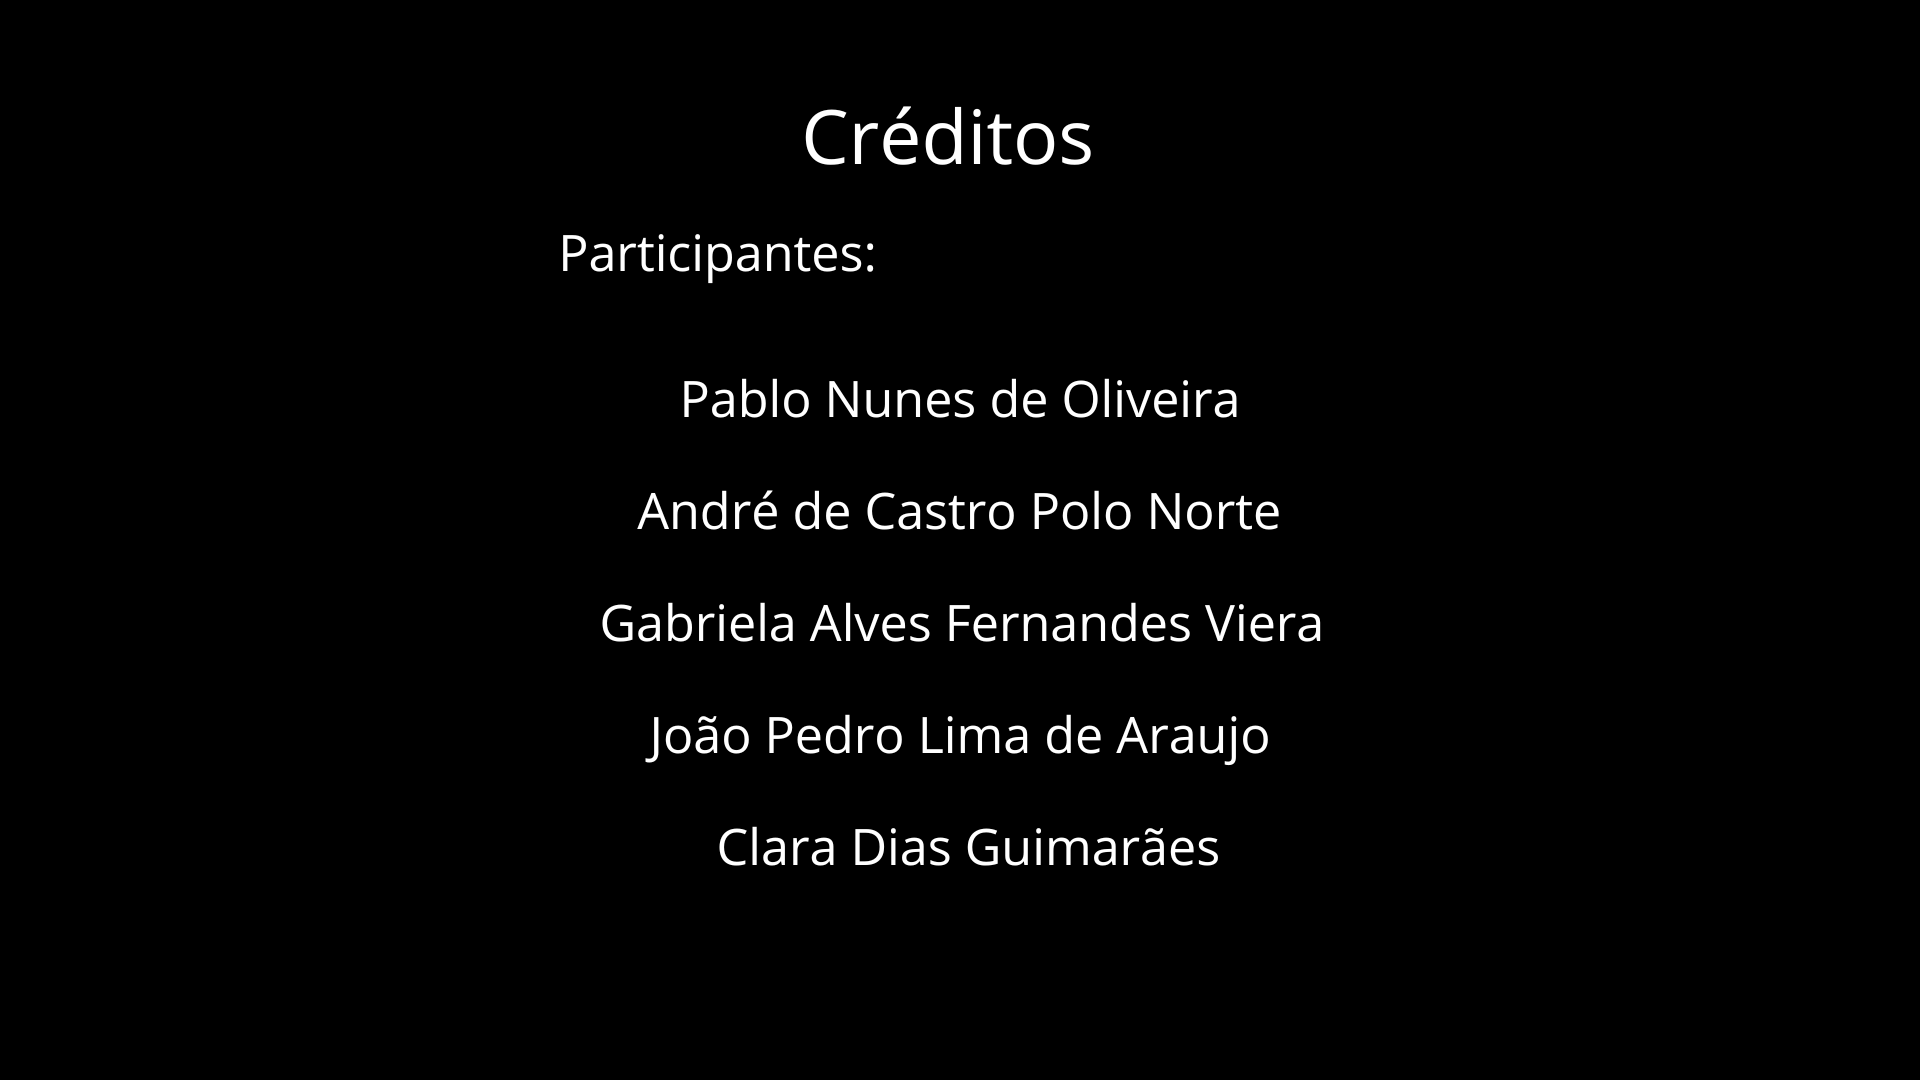 Créditos
Participantes:
Pablo Nunes de Oliveira
André de Castro Polo Norte
Gabriela Alves Fernandes Viera
João Pedro Lima de Araujo
Clara Dias Guimarães